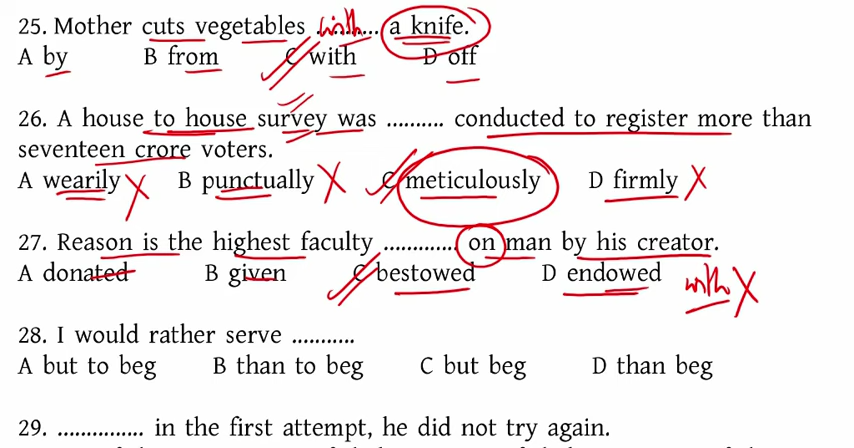 25. Mother cuts vegetables with.......... a knife.
A by B from C with D off
26. A house to house survey was .......... conducted to register more than
seventeen crore voters.
A wearily B punctually C meticulously D firmly
27. Reason is the highest faculty ............. on man by his creator.
A donated B given C bestowed D endowed with
28. I would rather serve ...........
A but to beg B than to beg C but beg D than beg
29. ............... in the first attempt, he did not try again.